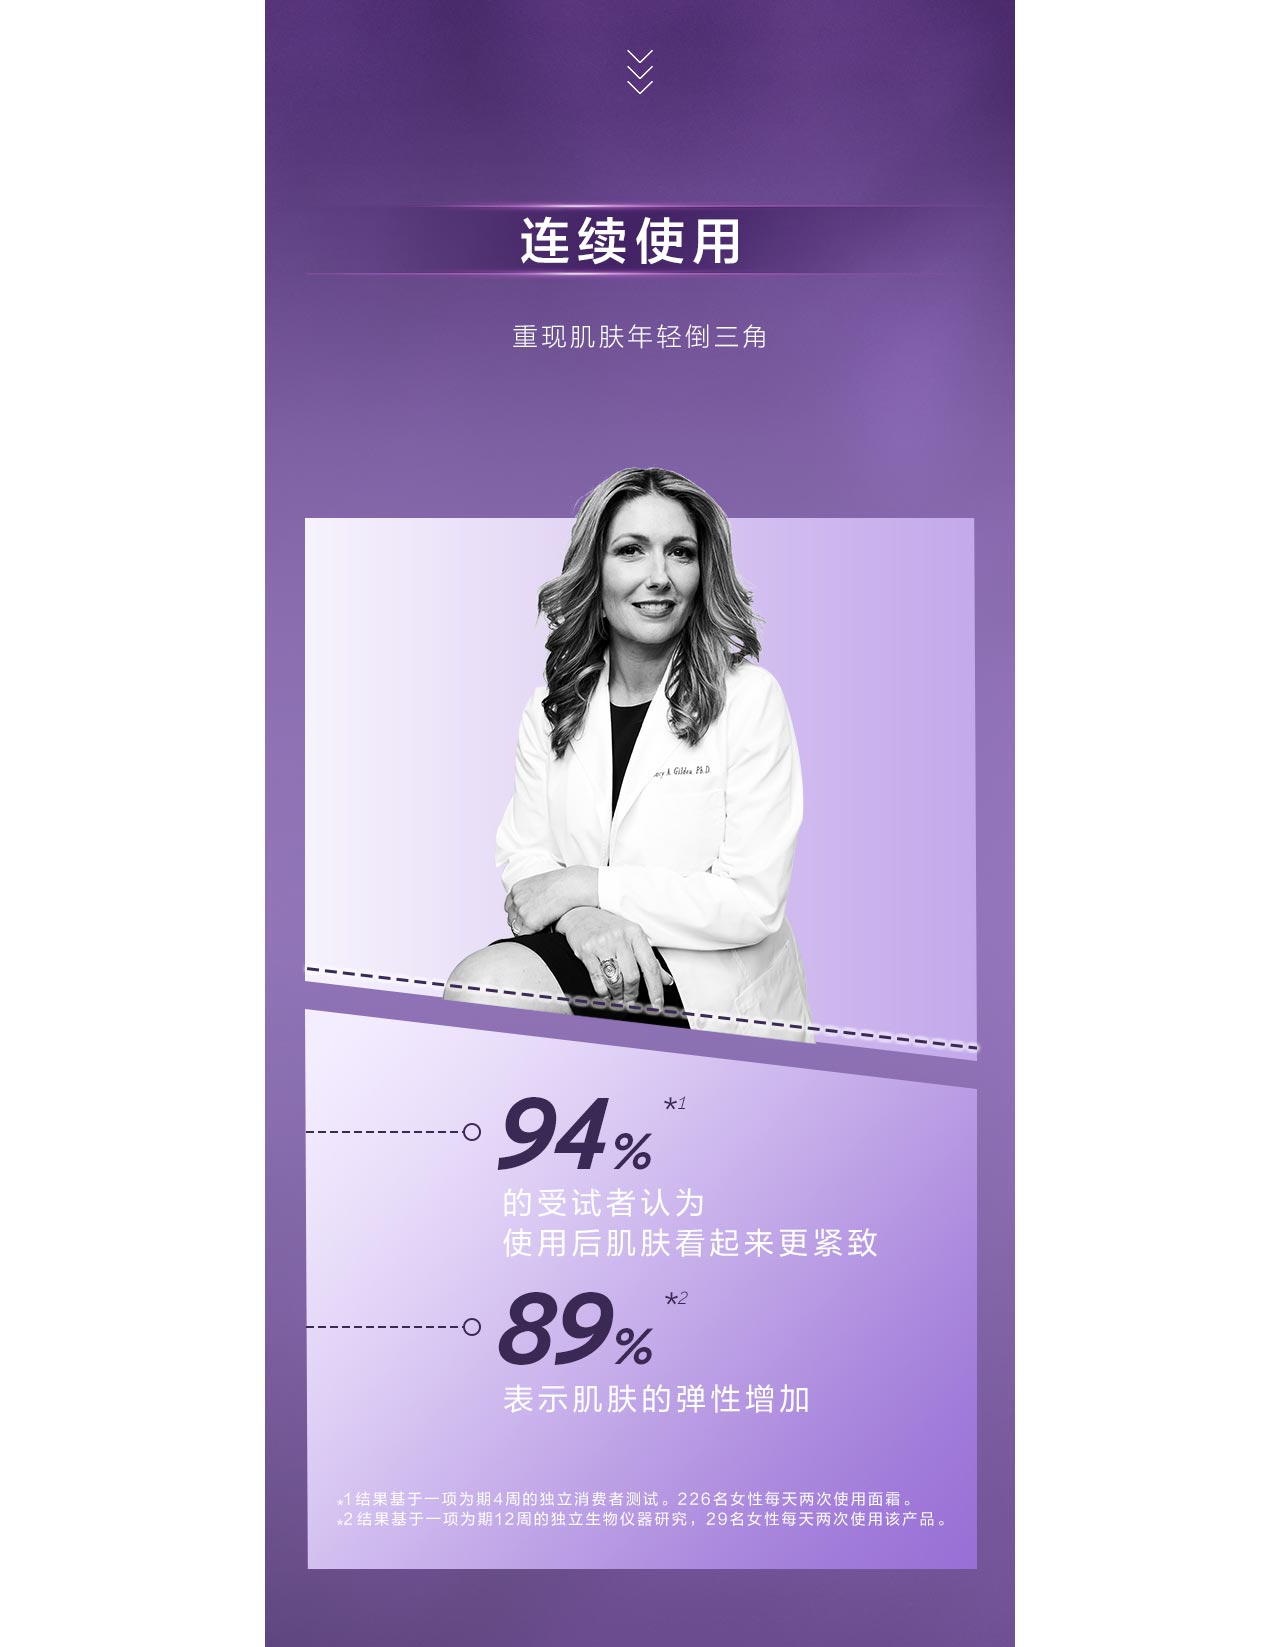 连续使用
重现肌肤年轻倒三角
A. Gildea, Ph.D.
94% *1
的受试者认为
使用后肌肤看起来更紧致
89% *2
表示肌肤的弹性增加
*1结果基于一项为期4周的独立消费者测试。226名女性每天两次使用面霜。
*2结果基于一项为期12周的独立生物仪器研究，29名女性每天两次使用该产品。